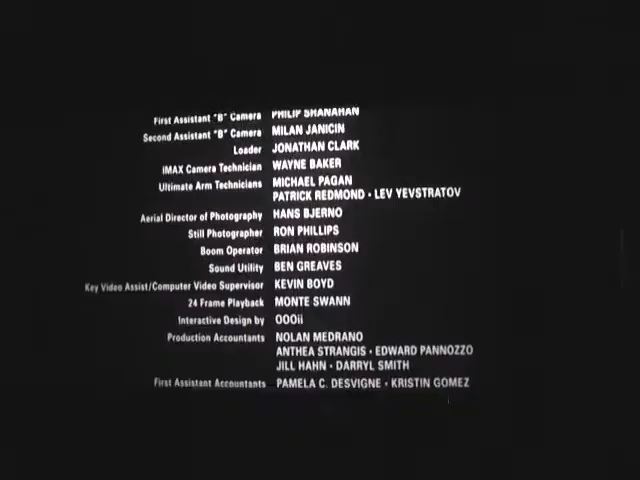 First Assistant "B" Camera PHILIP SHANAHAN
Second Assistant "B" Camera MILAN JANICIN
Loader JONATHAN CLARK
IMAX Camera Technician WAYNE BAKER
Ultimate Arm Technicians MICHAEL PAGAN
PATRICK REDMOND • LEV YEVSTRATOV
Aerial Director of Photography HANS BJERNO
Still Photographer RON PHILLIPS
Boom Operator BRIAN ROBINSON
Sound Utility BEN GREAVES
Key Video Assist/Computer Video Supervisor KEVIN BOYD
24 Frame Playback MONTE SWANN
Interactive Design by OOOii
Production Accountants NOLAN MEDRANO
ANTHEA STRANGIS • EDWARD PANNOZZO
JILL HAHN • DARRYL SMITH
First Assistant Accountants PAMELA C. DESVIGNE • KRISTIN GOMEZ